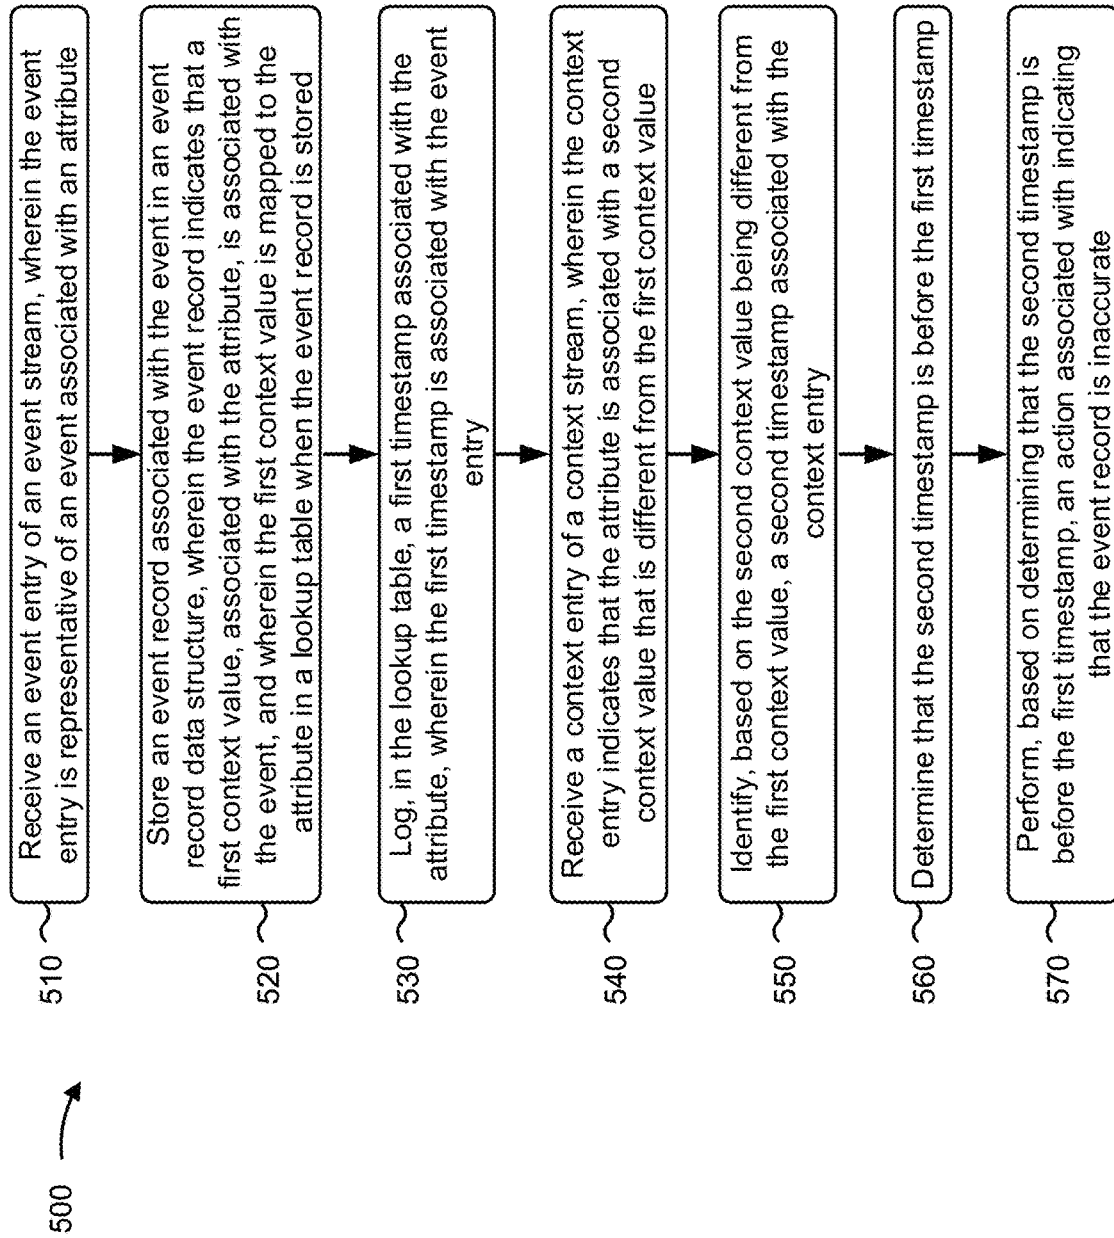 500
510
Receive an event entry of an event stream, wherein the event
entry is representative of an event associated with an attribute
520
Store an event record associated with the event in an event
record data structure, wherein the event record indicates that a
first context value, associated with the attribute, is associated with
the event, and wherein the first context value is mapped to the
attribute in a lookup table when the event record is stored
530
Log, in the lookup table, a first timestamp associated with the
attribute, wherein the first timestamp is associated with the event
entry
540
Receive a context entry of a context stream, wherein the context
entry indicates that the attribute is associated with a second
context value that is different from the first context value
550
Identify, based on the second context value being different from
the first context value, a second timestamp associated with the
context entry
560
Determine that the second timestamp is before the first timestamp
570
Perform, based on determining that the second timestamp is
before the first timestamp, an action associated with indicating
that the event record is inaccurate